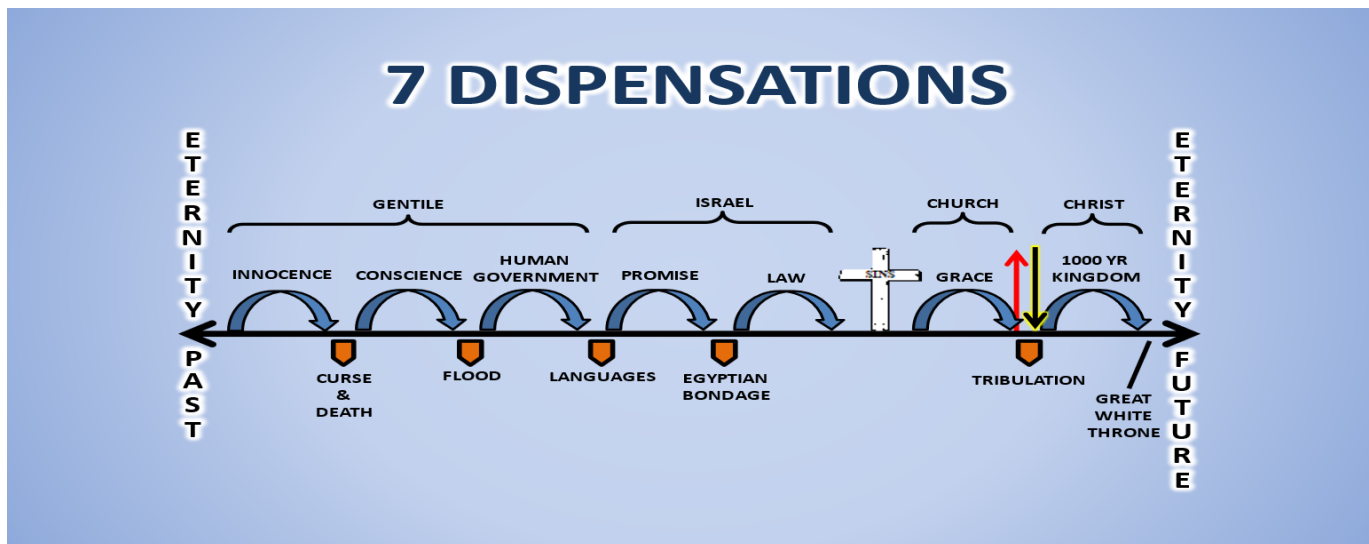 7 DISPENSATIONS
ETERNITY PAST
GENTILE
ISRAEL
CHURCH
CHRIST
INNOCENCE
CONSCIENCE
HUMAN
GOVERNMENT
PROMISE
LAW
SINS
GRACE
1000 YR
KINGDOM
CURSE
&
DEATH
FLOOD
LANGUAGES
EGYPTIAN
BONDAGE
TRIBULATION
GREAT
WHITE
THRONE
ETERNITY FUTURE